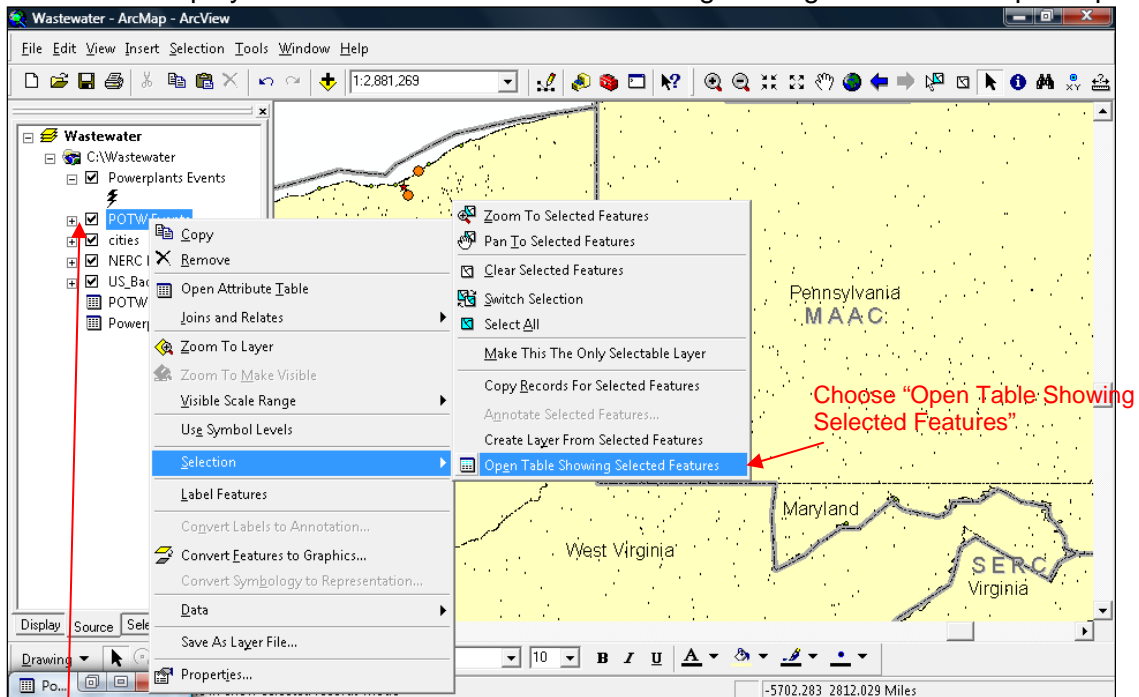 Wastewater - ArcMap - ArcView
File Edit View Insert Selection Tools Window Help
1:2,881,269
Wastewater
C:\Wastewater
Powerplants Events
POTW Events
cities
NERC
US_Bac
POTW
Powerp
Copy
Remove
Open Attribute Table
Joins and Relates
Zoom To Layer
Zoom To Make Visible
Visible Scale Range
Use Symbol Levels
Selection
Label Features
Convert Labels to Annotation...
Convert Features to Graphics...
Convert Symbology to Representation...
Data
Save As Layer File...
Properties...
Zoom To Selected Features
Pan To Selected Features
Clear Selected Features
Switch Selection
Select All
Make This The Only Selectable Layer
Copy Records For Selected Features
Annotate Selected Features...
Create Layer From Selected Features
Open Table Showing Selected Features
Pennsylvania
MAAC
Choose “Open Table Showing
Selected Features”
Maryland
West Virginia
SERC
Virginia
Display Source Sele
Drawing 10 B I U A
Po...
-5702.283 2812.029 Miles